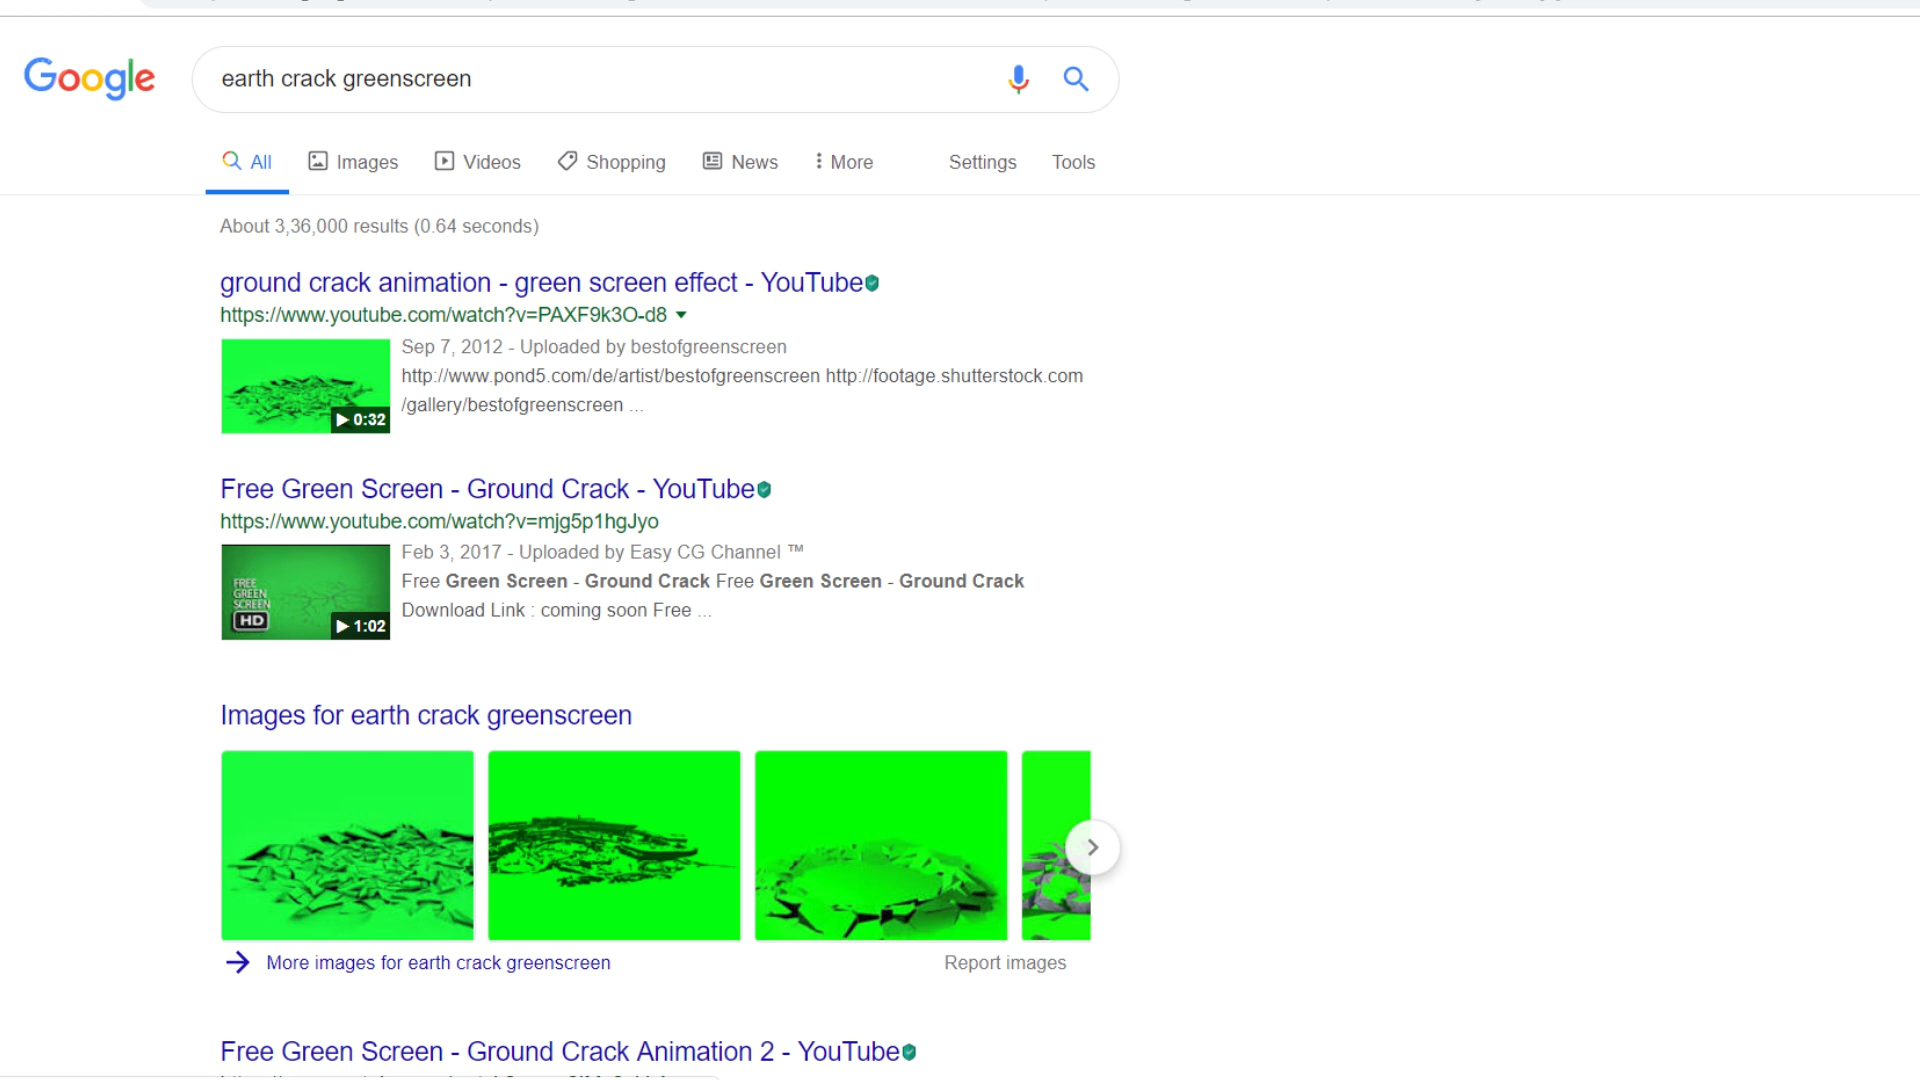 Google
earth crack greenscreen
All Images Videos Shopping News More Settings Tools
About 3,36,000 results (0.64 seconds)
ground crack animation - green screen effect - YouTube
https://www.youtube.com/watch?v=PAXF9k3O-d8
Sep 7, 2012 - Uploaded by bestofgreenscreen
http://www.pond5.com/de/artist/bestofgreenscreen http://footage.shutterstock.com
/gallery/bestofgreenscreen ...
0:32
Free Green Screen - Ground Crack - YouTube
https://www.youtube.com/watch?v=mjg5p1hgJyo
Feb 3, 2017 - Uploaded by Easy CG Channel ™
Free Green Screen - Ground Crack Free Green Screen - Ground Crack
Download Link : coming soon Free ...
FREE
GREEN
SCREEN
HD
1:02
Images for earth crack greenscreen
More images for earth crack greenscreen
Report images
Free Green Screen - Ground Crack Animation 2 - YouTube